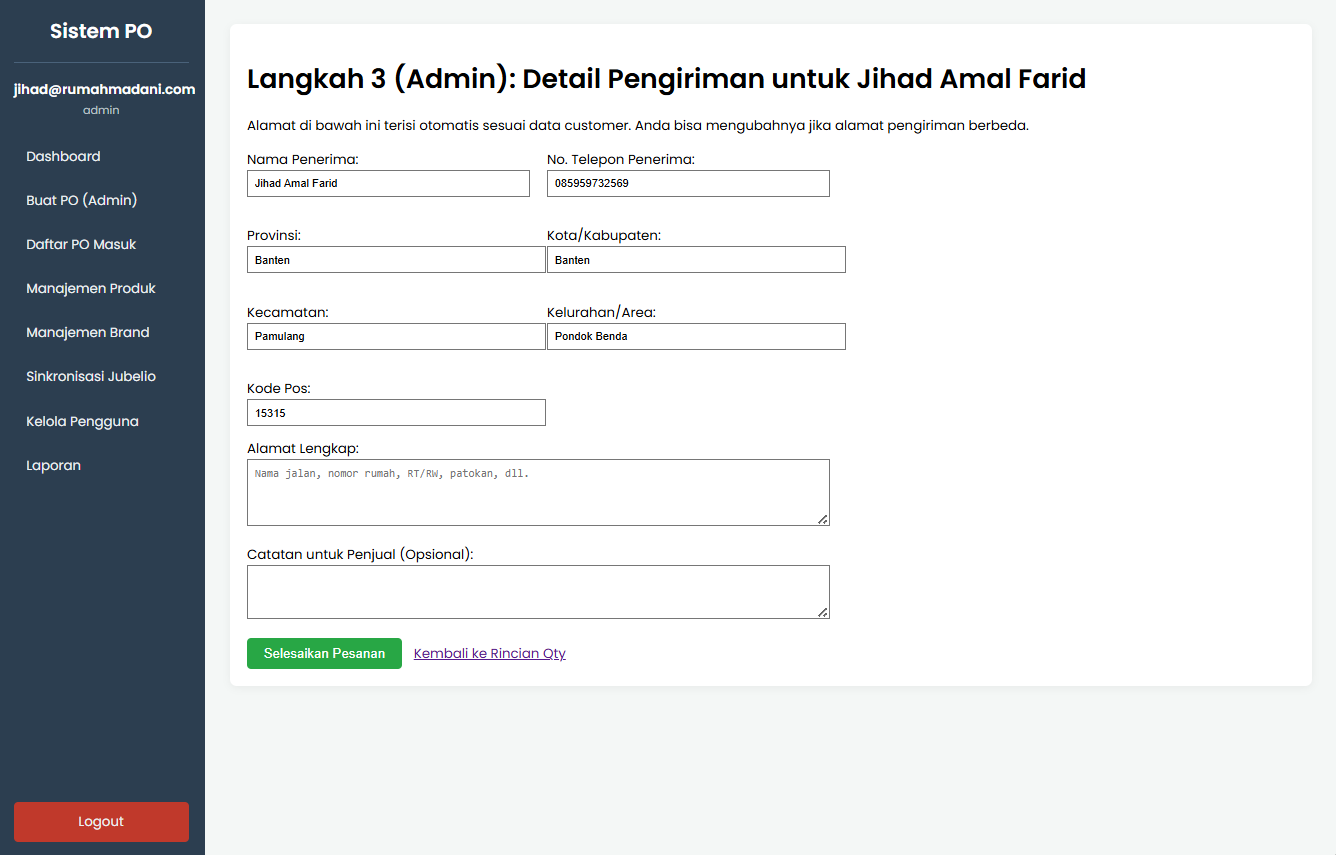 Sistem PO
jihad@rumahmadani.com
admin
Dashboard
Buat PO (Admin)
Daftar PO Masuk
Manajemen Produk
Manajemen Brand
Sinkronisasi Jubelio
Kelola Pengguna
Laporan
Logout
Langkah 3 (Admin): Detail Pengiriman untuk Jihad Amal Farid
Alamat di bawah ini terisi otomatis sesuai data customer. Anda bisa mengubahnya jika alamat pengiriman berbeda.
Nama Penerima: No. Telepon Penerima:
Jihad Amal Farid 085959732569
Provinsi: Kota/Kabupaten:
Banten Banten
Kecamatan: Kelurahan/Area:
Pamulang Pondok Benda
Kode Pos:
15315
Alamat Lengkap:
Nama jalan, nomor rumah, RT/RW, patokan, dll.
Catatan untuk Penjual (Opsional):
Selesaikan Pesanan Kembali ke Rincian Qty